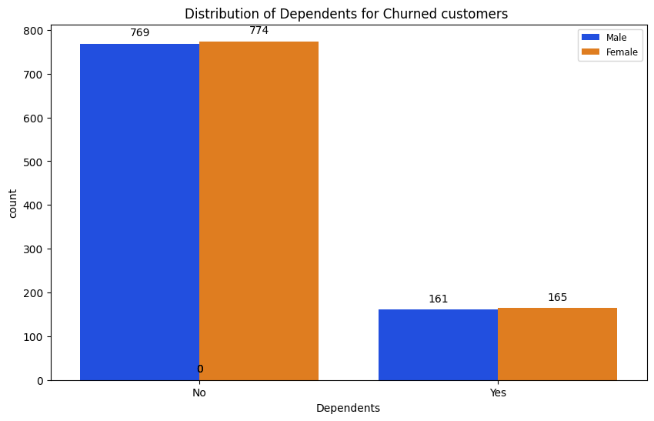 Distribution of Dependents for Churned customers
Male
Female
800
700
600
500
400
300
200
100
0
count
769
774
161
165
0
No
Yes
Dependents